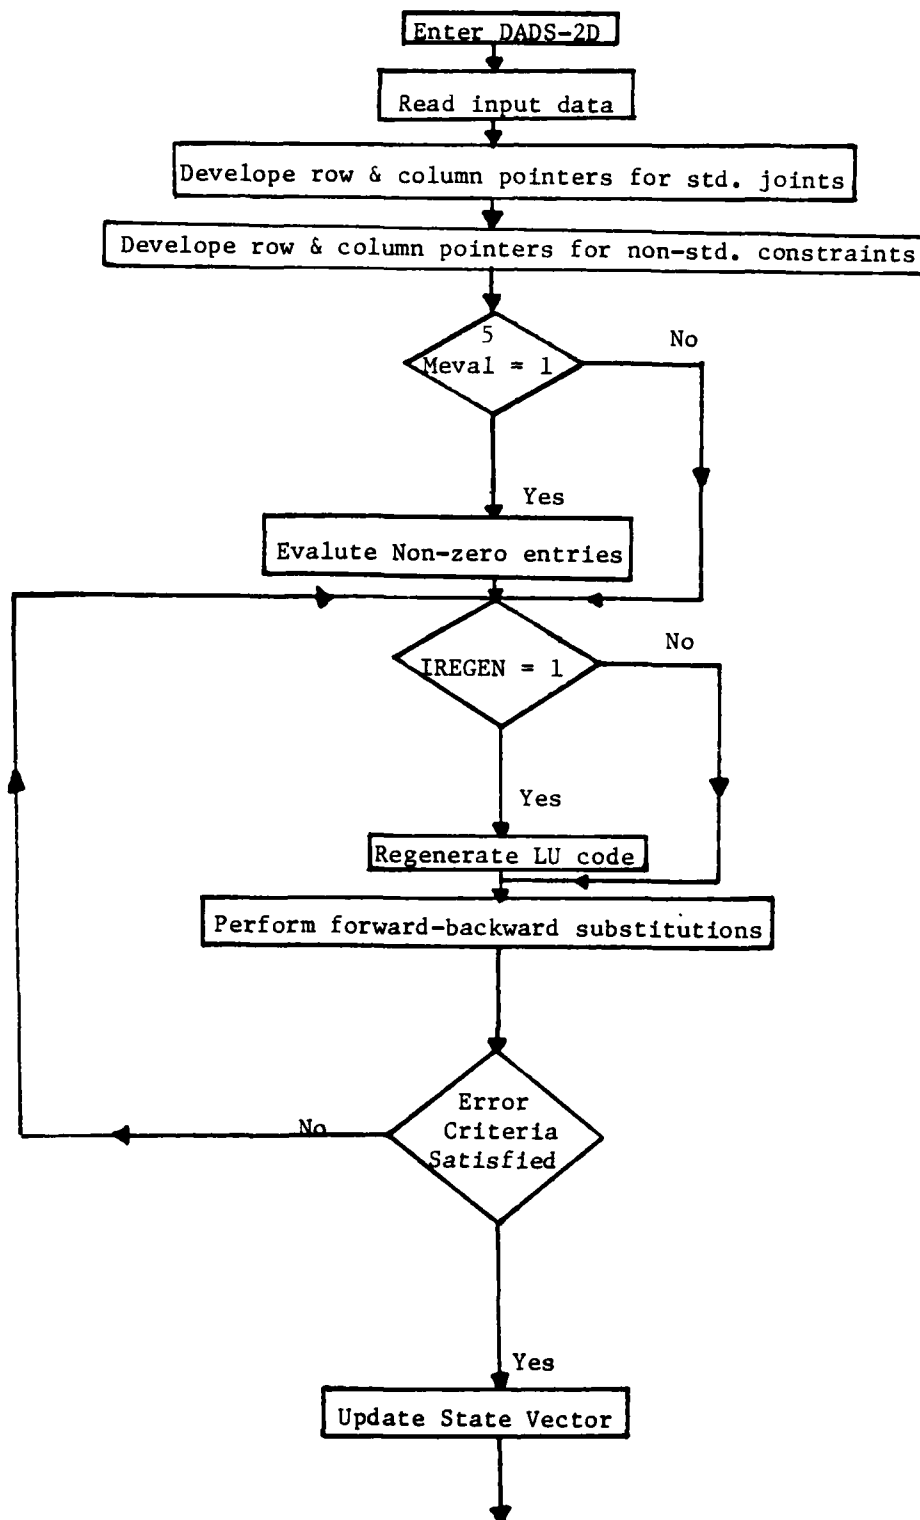 Enter DADS-2D
Read input data
Develope row & column pointers for std. joints
Develope row & column pointers for non-std. constraints
5
Meval = 1
No
Yes
Evalute Non-zero entries
IREGEN = 1
No
Yes
Regenerate LU code
Perform forward-backward substitutions
Error
Criteria
Satisfied
No
Yes
Update State Vector